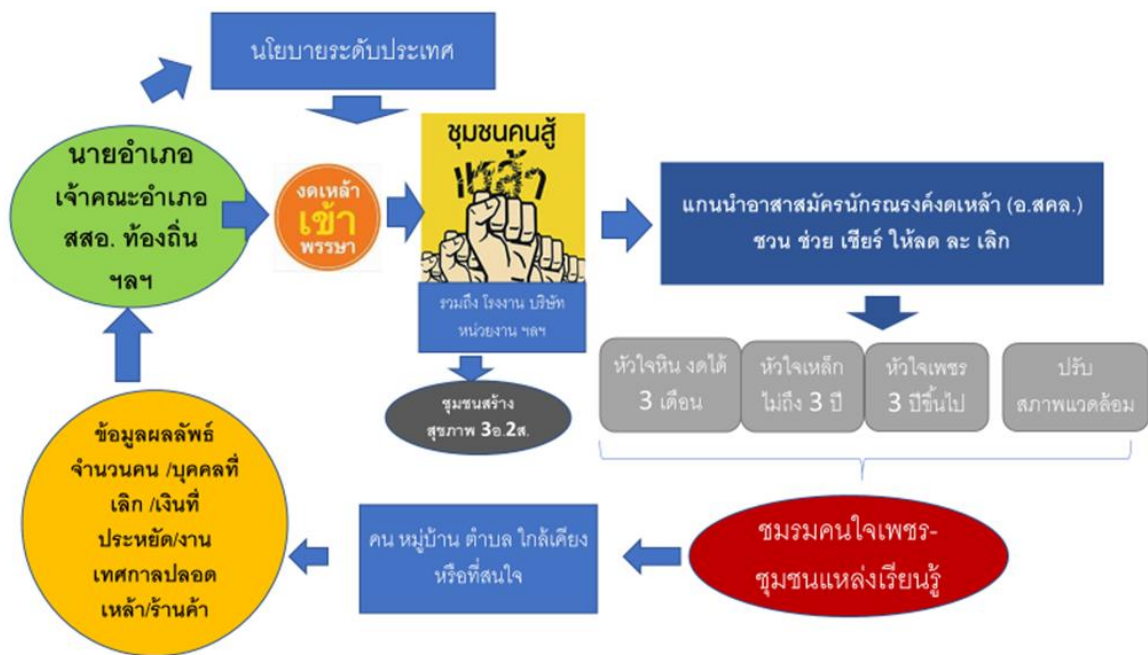 นโยบายระดับประเทศ
นายอำเภอ
เจ้าคณะอำเภอ
สสอ. ท้องถิ่น
ฯลฯ
งดเหล้า
เข้า
พรรษา
ชุมชนคนสู้
เหล้า
รวมถึง โรงงาน บริษัท
หน่วยงาน ฯลฯ
ชุมชนสร้าง
สุขภาพ 3อ.2ส.
แกนนำอาสาสมัครนักรณรงค์งดเหล้า (อ.สคล.)
ชวน ช่วย เชียร์ ให้ลด ละ เลิก
หัวใจหิน งดได้
3 เดือน
หัวใจเหล็ก
ไม่ถึง 3 ปี
หัวใจเพชร
3 ปีขึ้นไป
ปรับ
สภาพแวดล้อม
ชมรมคนใจเพชร-
ชุมชนแหล่งเรียนรู้
คน หมู่บ้าน ตำบล ใกล้เคียง
หรือที่สนใจ
ข้อมูลผลลัพธ์
จำนวนคน /บุคคลที่
เลิก /เงินที่
ประหยัด/งาน
เทศกาลปลอด
เหล้า/ร้านค้า